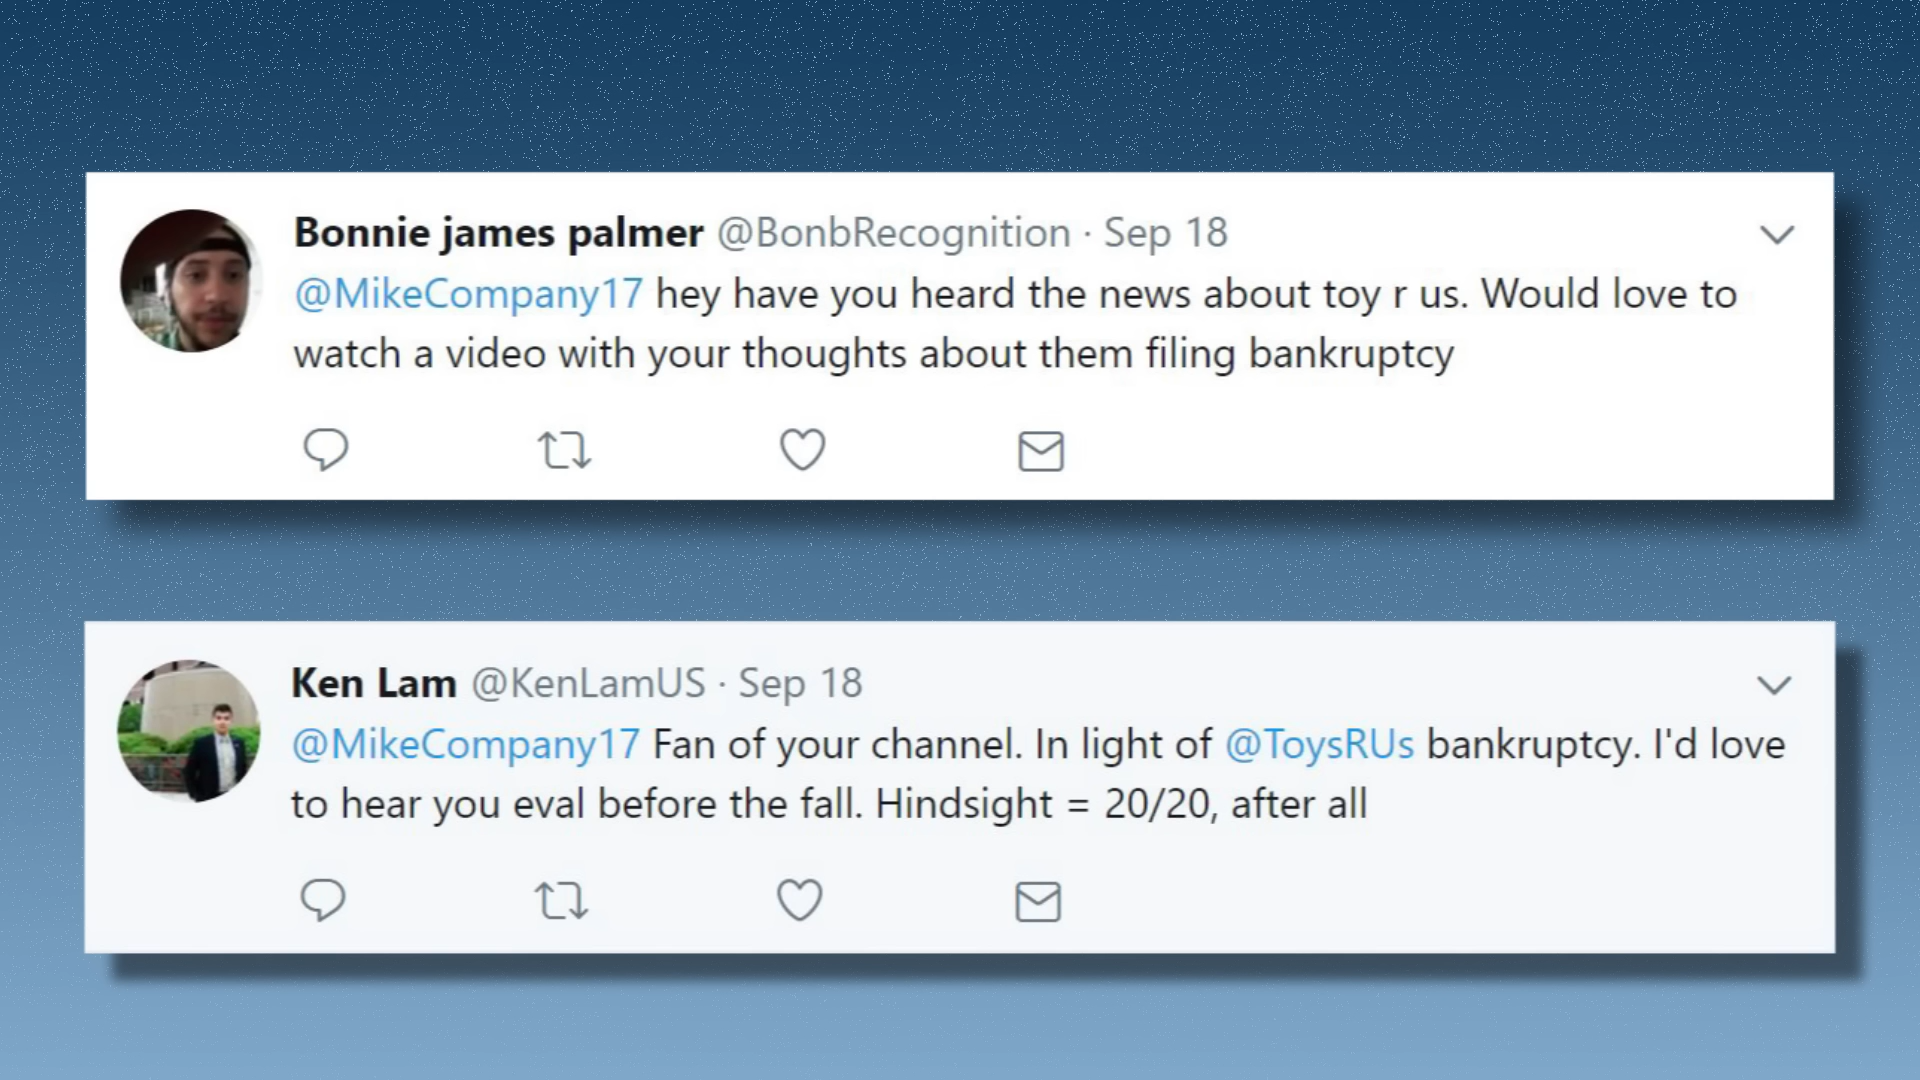 Bonnie james palmer @BonbRecognition · Sep 18
@MikeCompany17 hey have you heard the news about toy r us. Would love to
watch a video with your thoughts about them filing bankruptcy
Ken Lam @KenLamUS · Sep 18
@MikeCompany17 Fan of your channel. In light of @ToysRUs bankruptcy. I'd love
to hear you eval before the fall. Hindsight = 20/20, after all